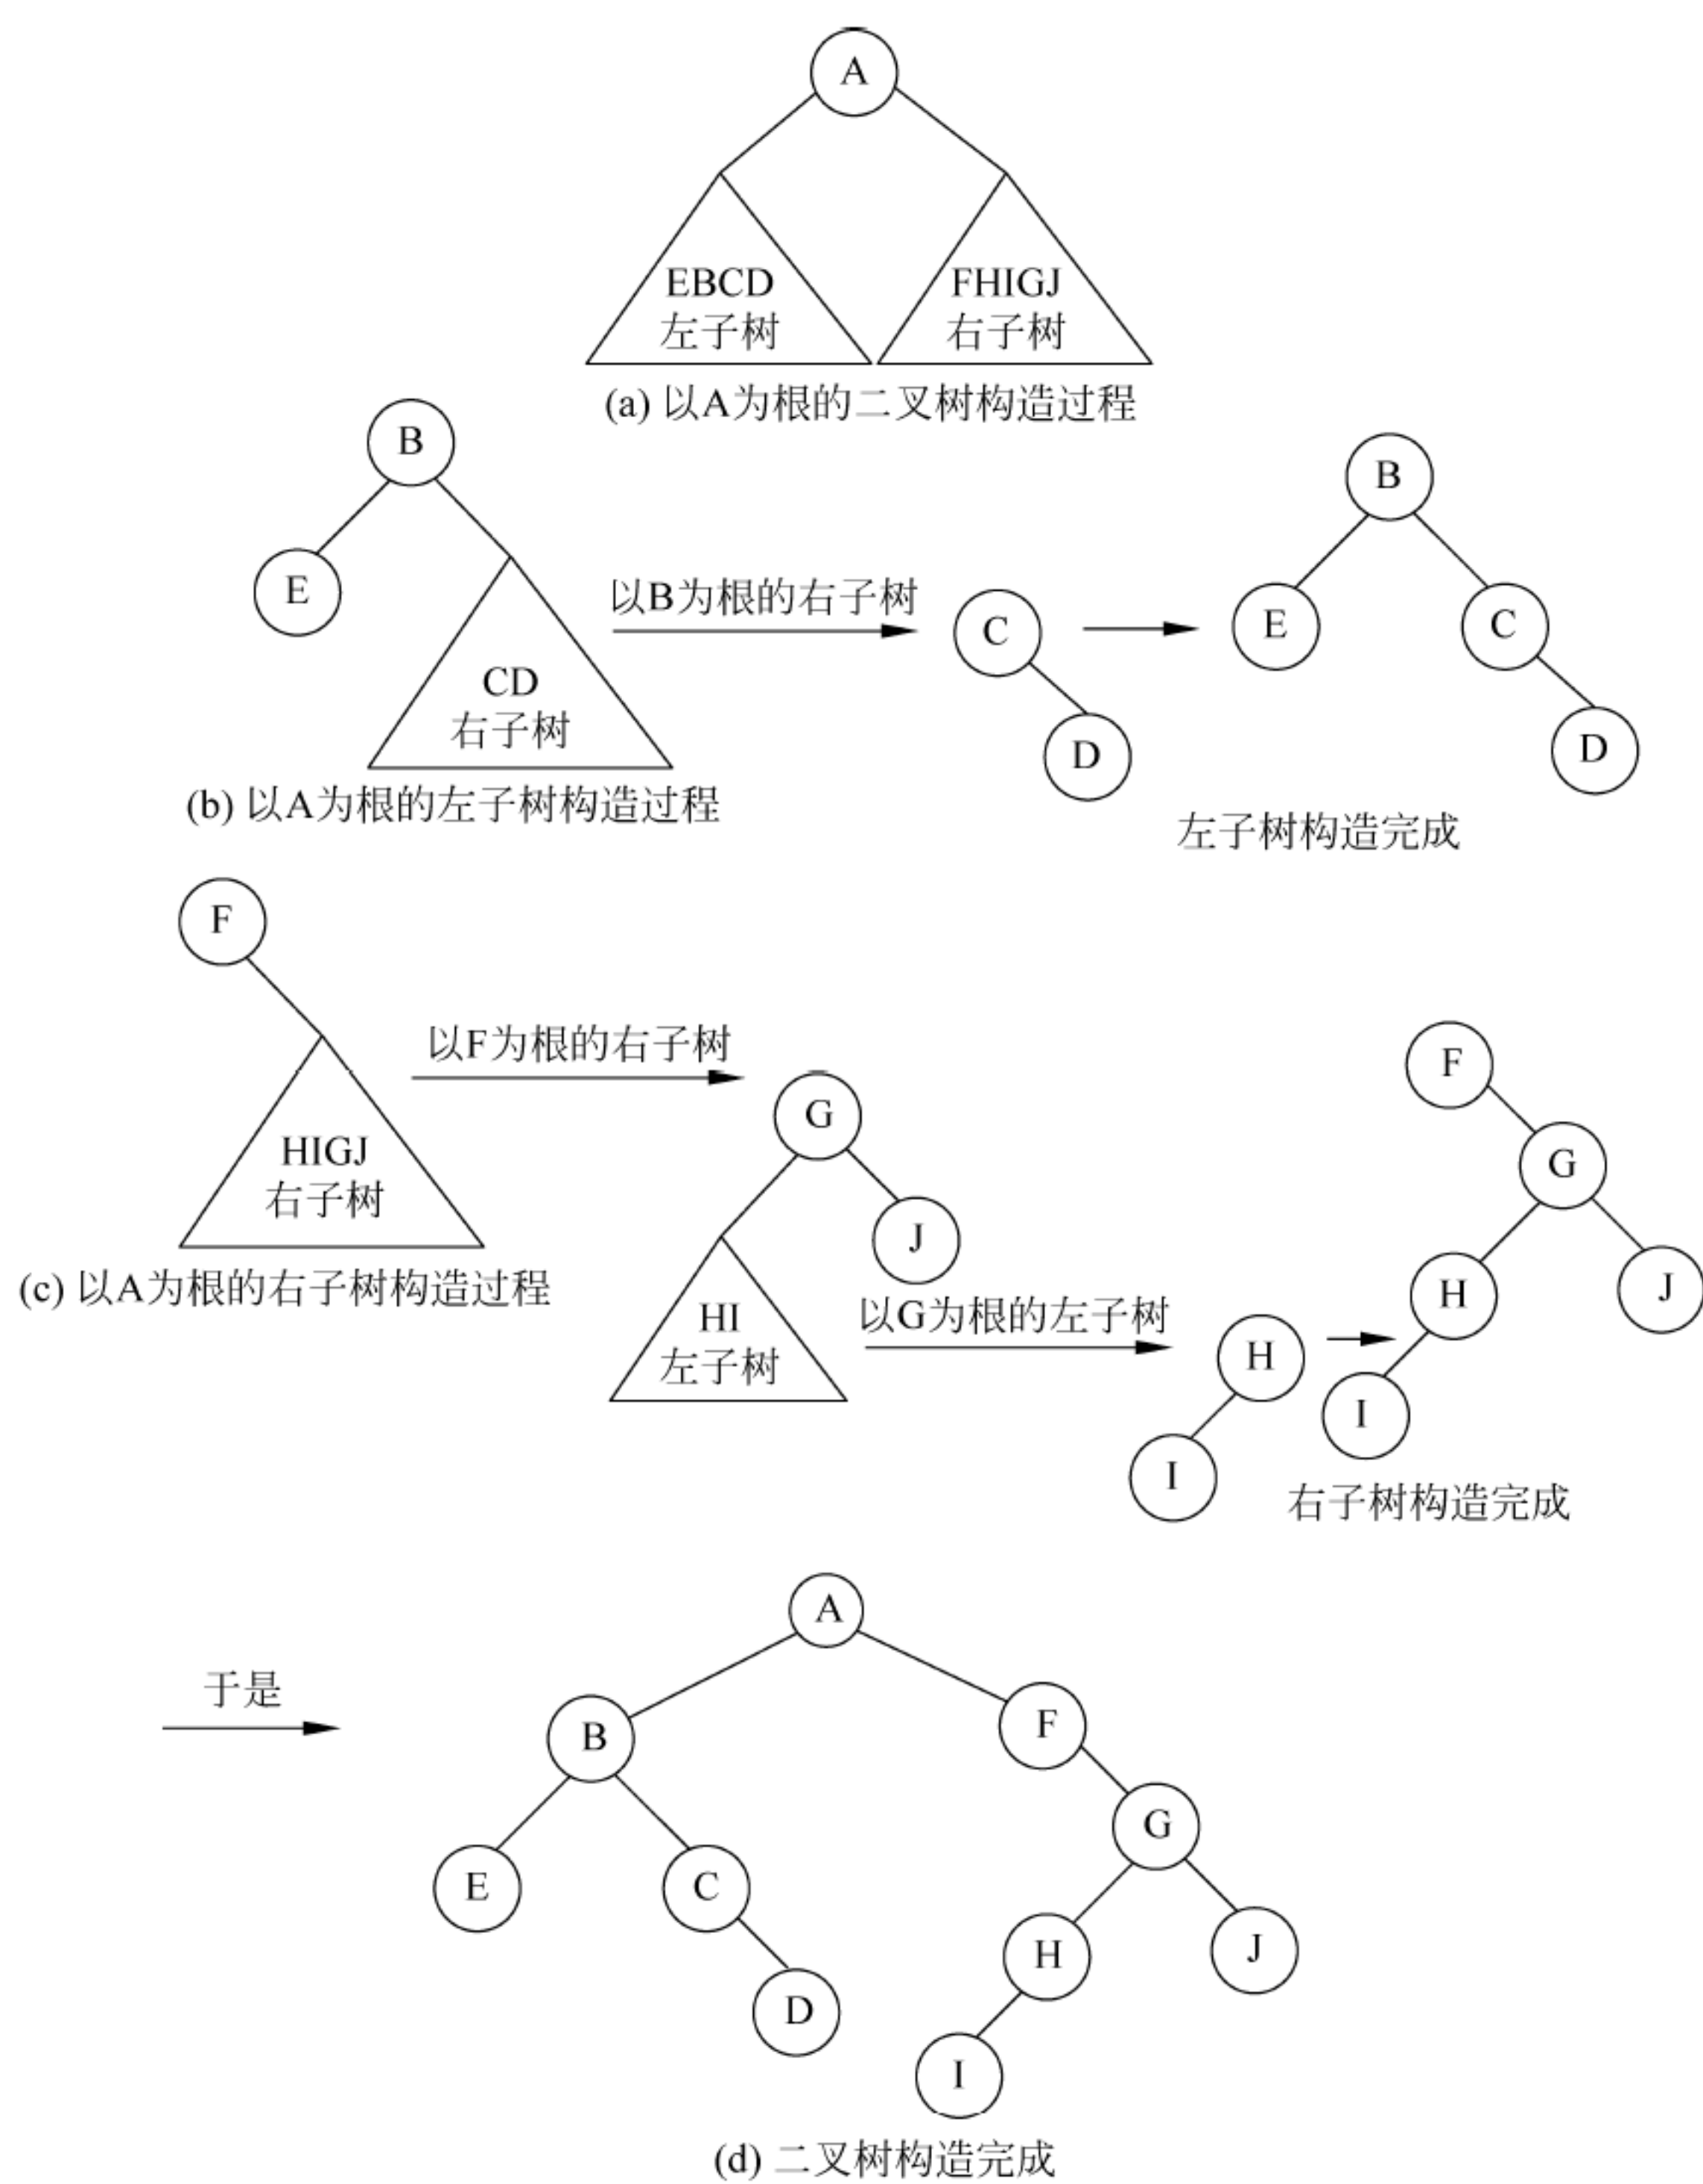 A
EBCD
左子树
FHIGJ
右子树
(a) 以A为根的二叉树构造过程
B
E
CD
右子树
以B为根的右子树
C
D
B
E
C
D
(b) 以A为根的左子树构造过程
左子树构造完成
F
HIGJ
右子树
以F为根的右子树
(c) 以A为根的右子树构造过程
G
J
HI
左子树
以G为根的左子树
H
I
F
G
H
J
I
右子树构造完成
于是
A
B
F
E
C
G
D
H
J
I
(d) 二叉树构造完成